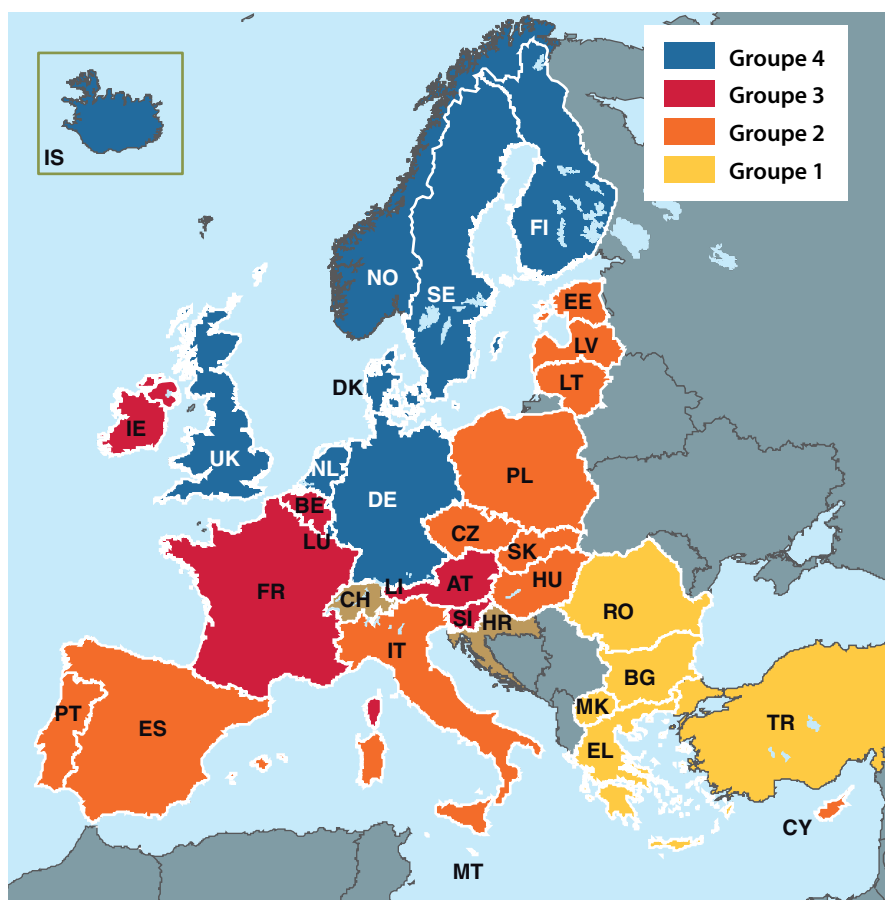 Groupe 4
Groupe 3
Groupe 2
Groupe 1
IS
FI
NO
SE
EE
LV
LT
DK
IE
UK
NL
PL
DE
BE
CZ
LU
SK
FR
CH
LI
AT
HU
SI
HR
RO
IT
BG
MK
PT
ES
TR
EL
CY
MT